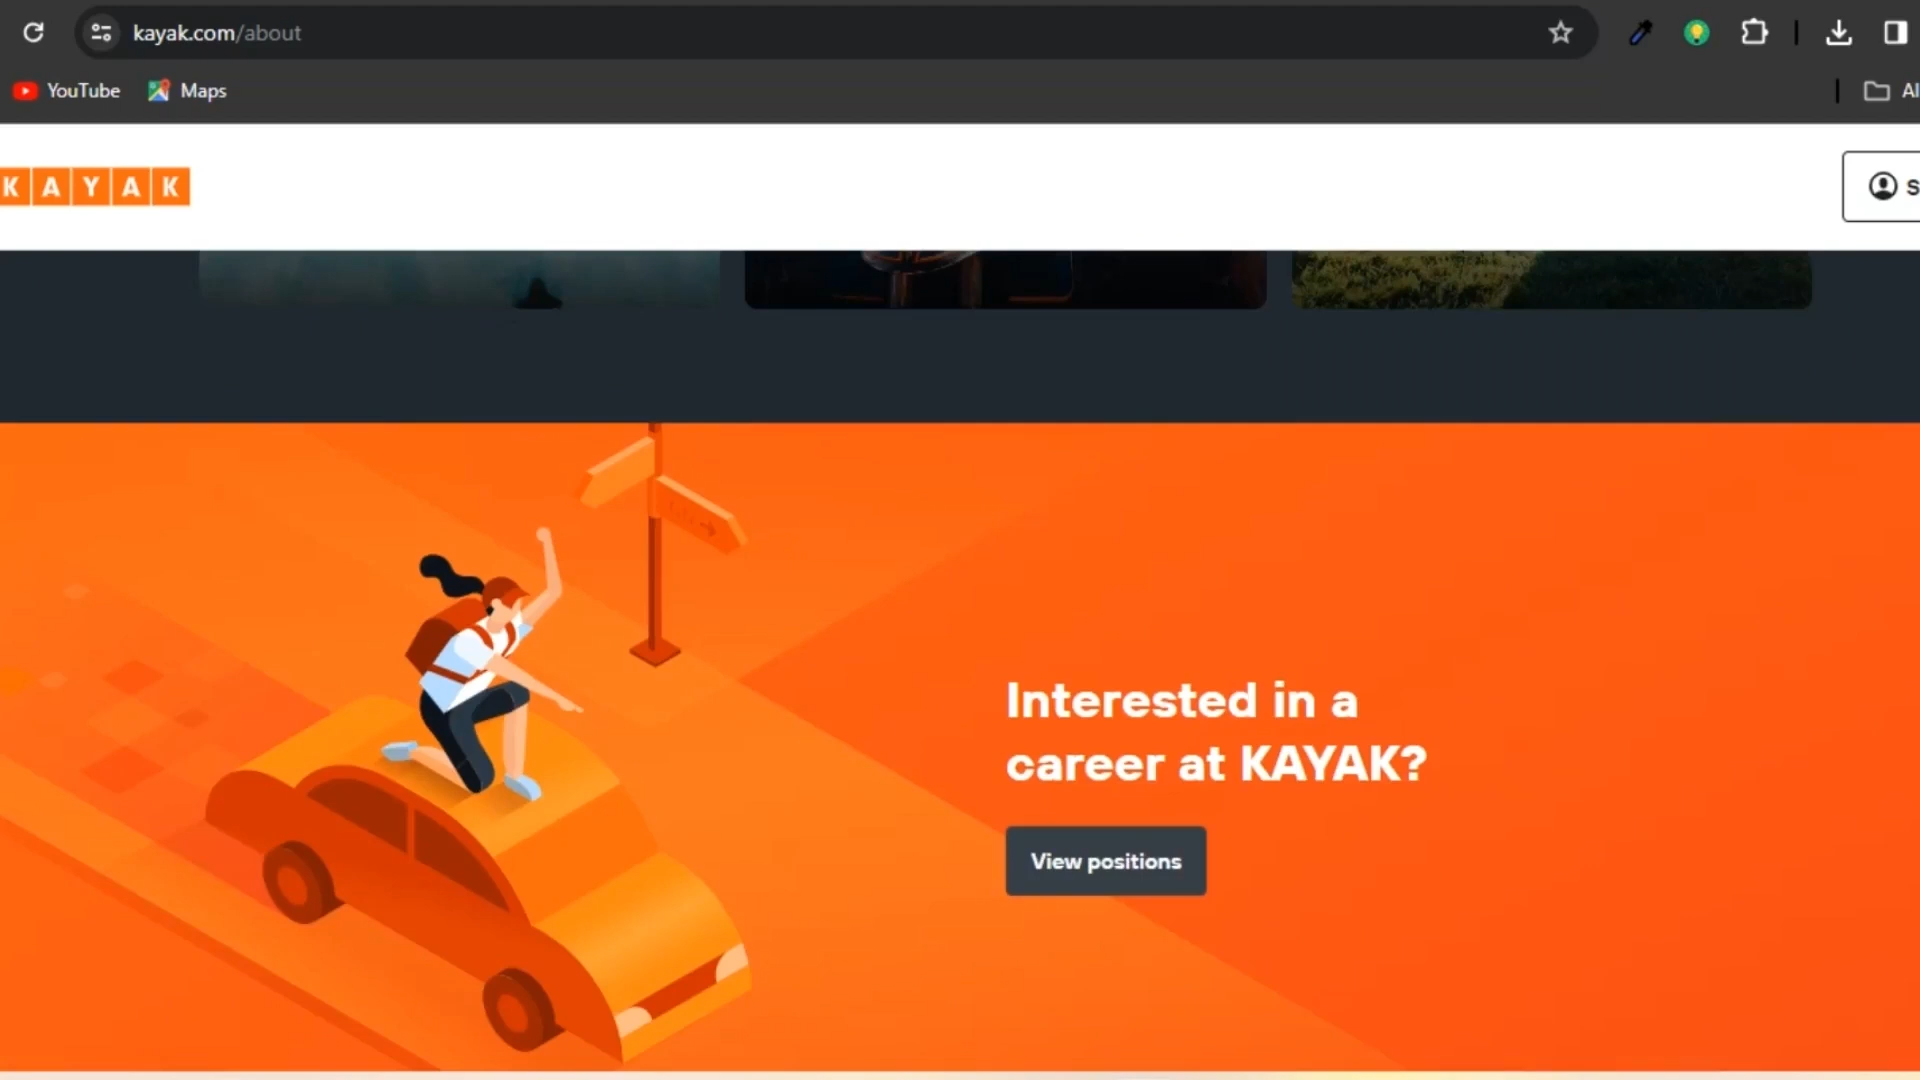 kayak.com/about
YouTube Maps
KAYAK
Interested in a
career at KAYAK?
View positions